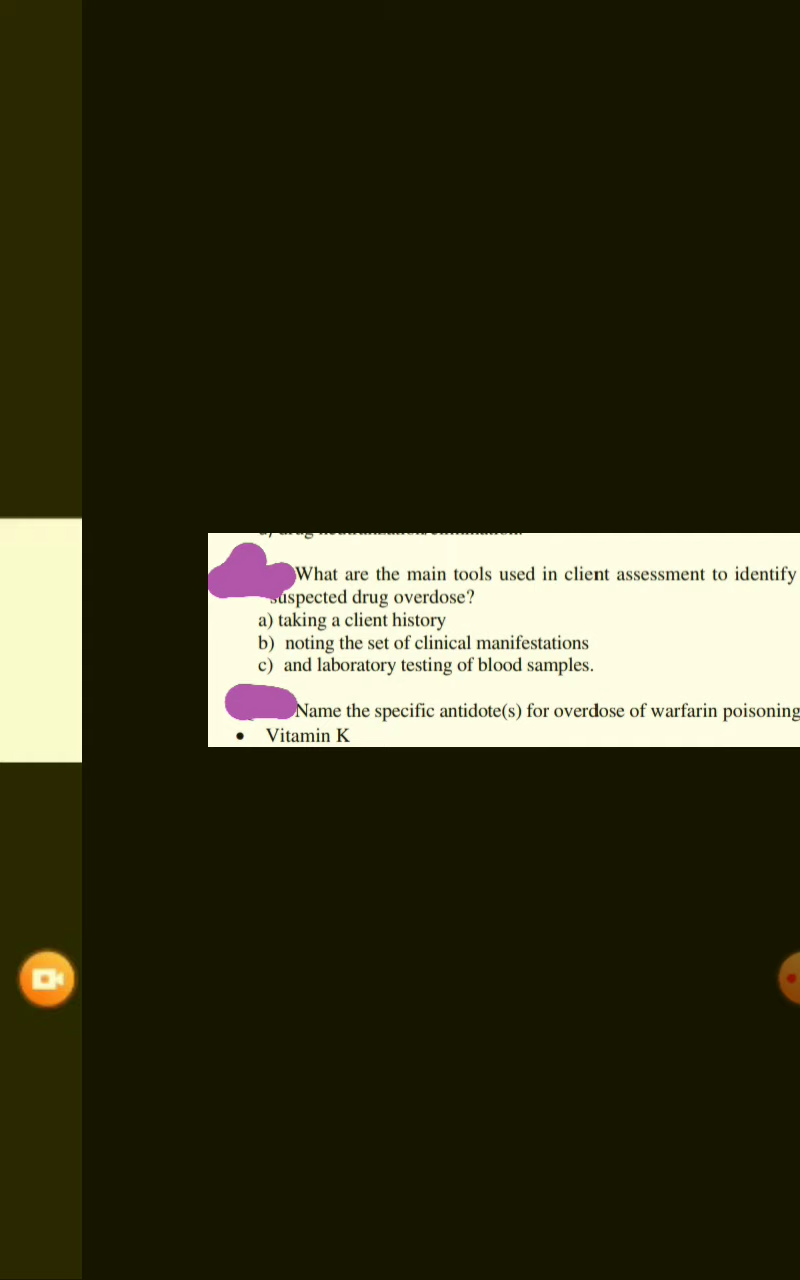 What are the main tools used in client assessment to identify
suspected drug overdose?
a) taking a client history
b) noting the set of clinical manifestations
c) and laboratory testing of blood samples.
Name the specific antidote(s) for overdose of warfarin poisoning
• Vitamin K